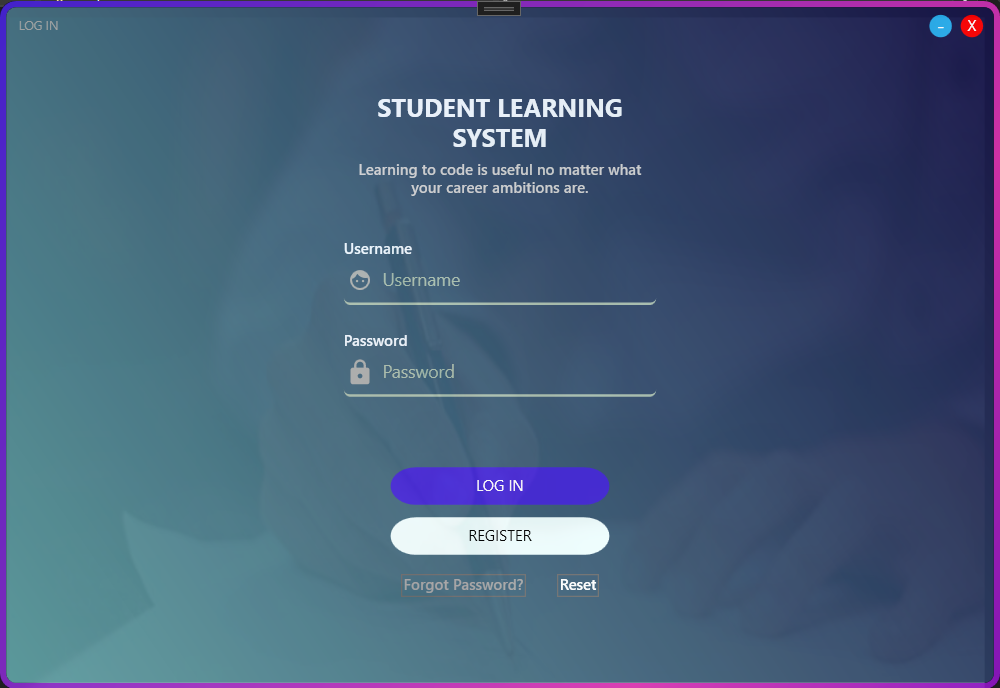 LOG IN
–
X
STUDENT LEARNING
SYSTEM
Learning to code is useful no matter what
your career ambitions are.
Username
Username
Password
Password
LOG IN
REGISTER
Forgot Password?
Reset